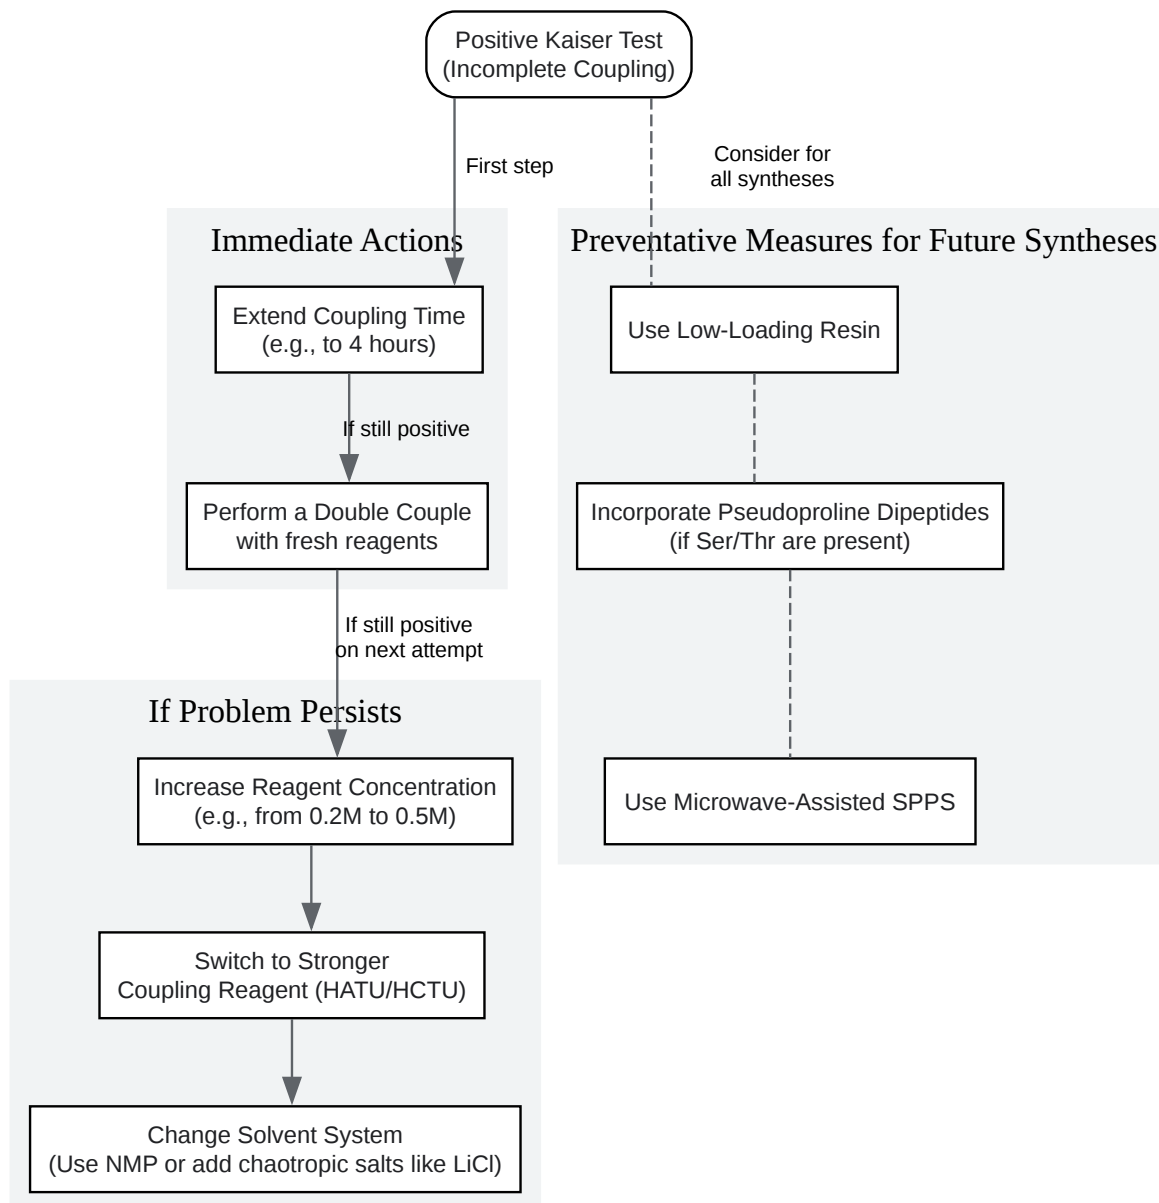 Positive Kaiser Test
(Incomplete Coupling)
First step
Consider for
all syntheses
Immediate Actions
Extend Coupling Time
(e.g., to 4 hours)
If still positive
Perform a Double Couple
with fresh reagents
If still positive
on next attempt
If Problem Persists
Increase Reagent Concentration
(e.g., from 0.2M to 0.5M)
Switch to Stronger
Coupling Reagent (HATU/HCTU)
Change Solvent System
(Use NMP or add chaotropic salts like LiCl)
Preventative Measures for Future Syntheses
Use Low-Loading Resin
Incorporate Pseudoproline Dipeptides
(if Ser/Thr are present)
Use Microwave-Assisted SPPS